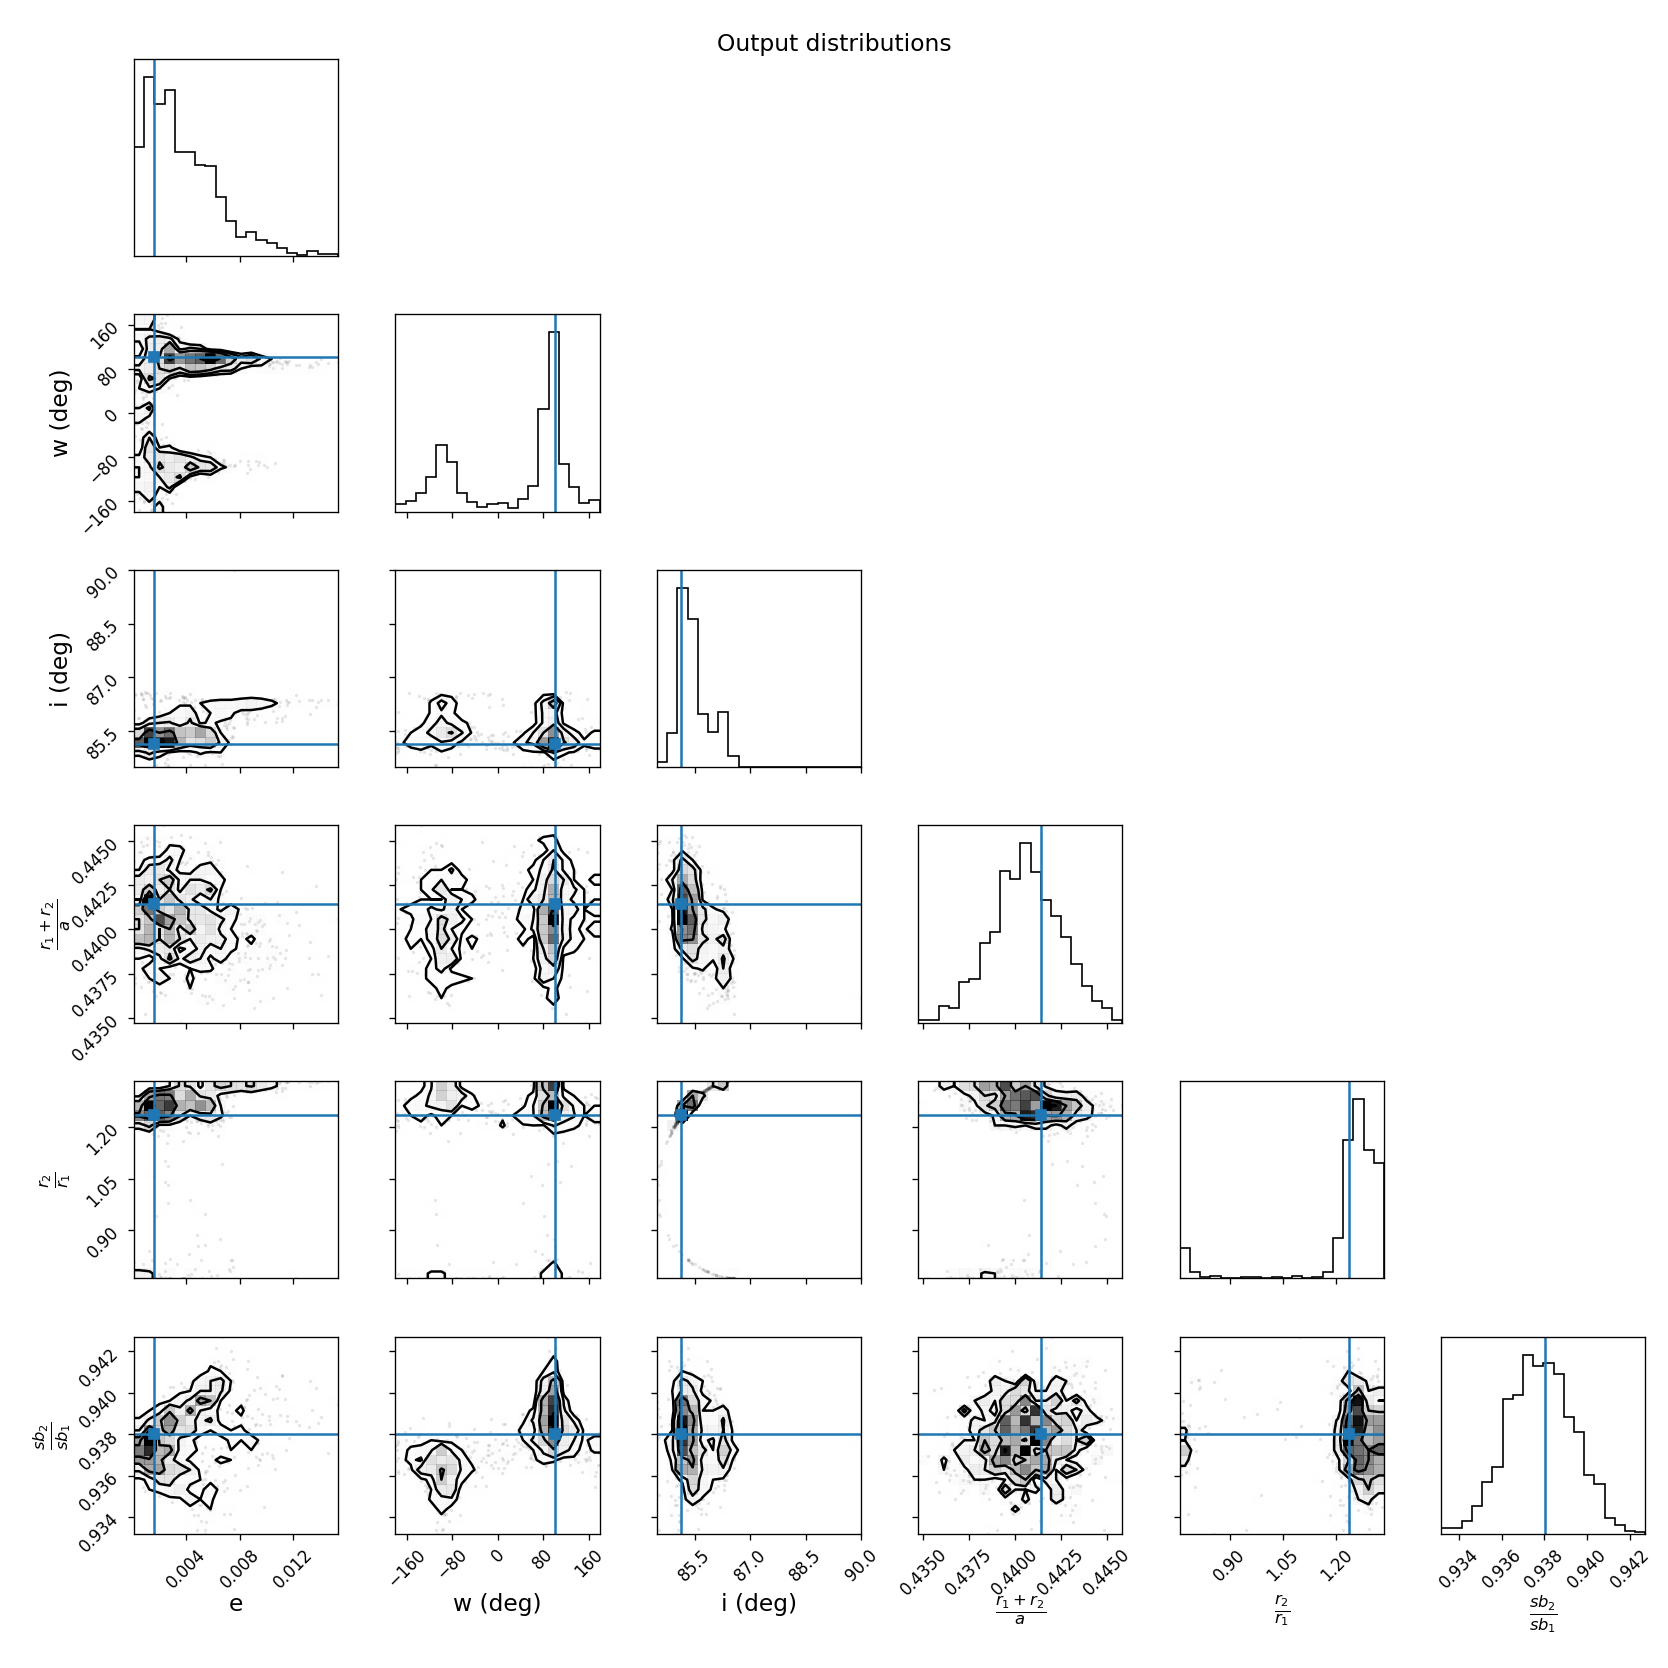 Output distributions
w (deg)
160
80
0
−80
−160
i (deg)
90.0
88.5
87.0
85.5
r₁ + r₂
a
0.4450
0.4425
0.4400
0.4375
0.4350
r₂
r₁
1.20
1.05
0.90
sb₂
sb₁
0.942
0.940
0.938
0.936
0.934
0.004 0.008 0.012
−160 −80 0 80 160
85.5 87.0 88.5 90.0
0.4350 0.4375 0.4400 0.4425 0.4450
0.90 1.05 1.20
0.934 0.936 0.938 0.940 0.942
e
w (deg)
i (deg)
r₁ + r₂
a
r₂
r₁
sb₂
sb₁